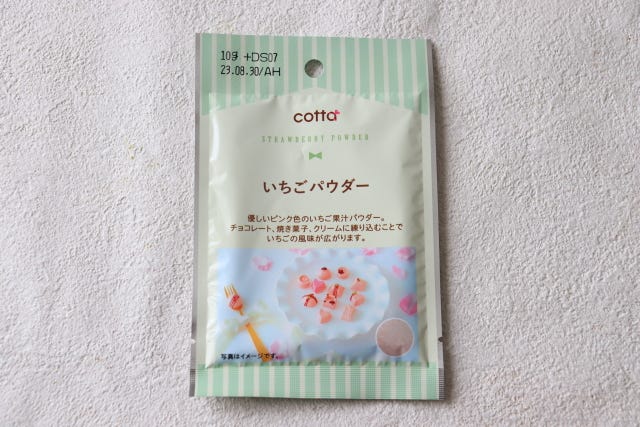 10g +DS07
23.08.30/AH
cotta
STRAWBERRY POWDER
いちごパウダー
優しいピンク色のいちご果汁パウダー。
チョコレート、焼き菓子、クリームに練り込むことで
いちごの風味が広がります。
写真はイメージです。